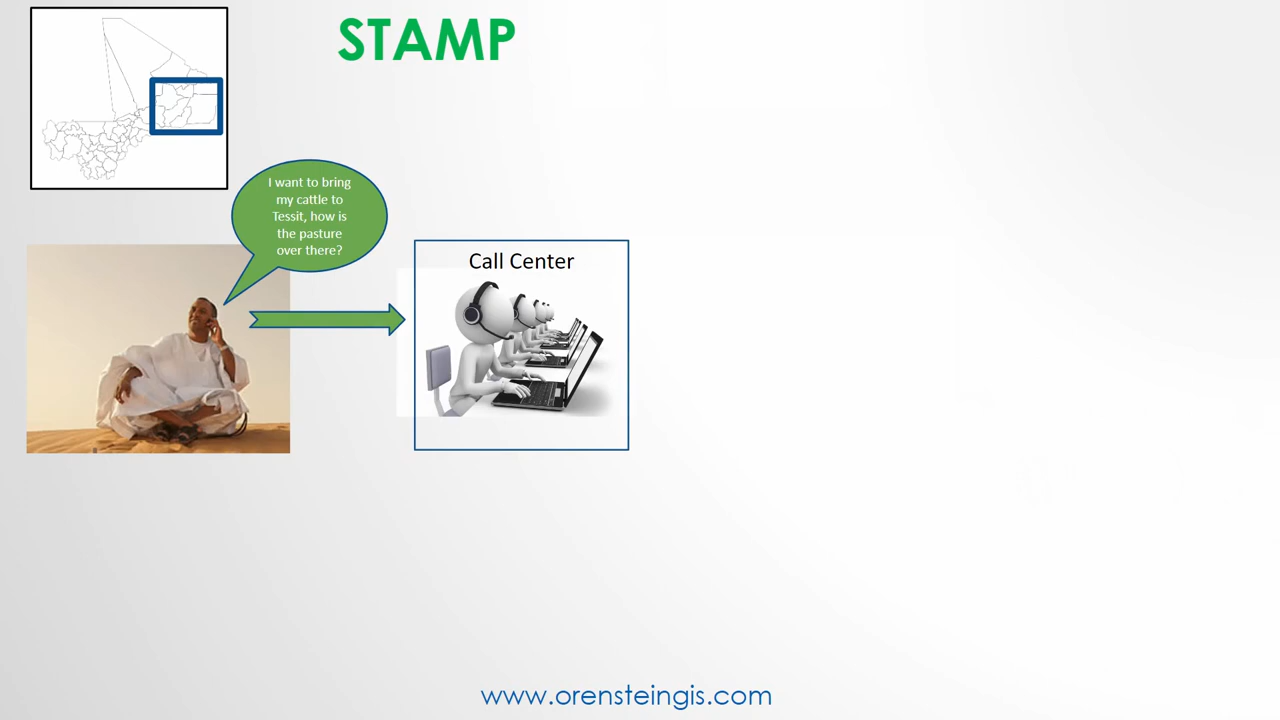 STAMP
I want to bring
my cattle to
Tessit, how is
the pasture
over there?
Call Center
www.orensteingis.com